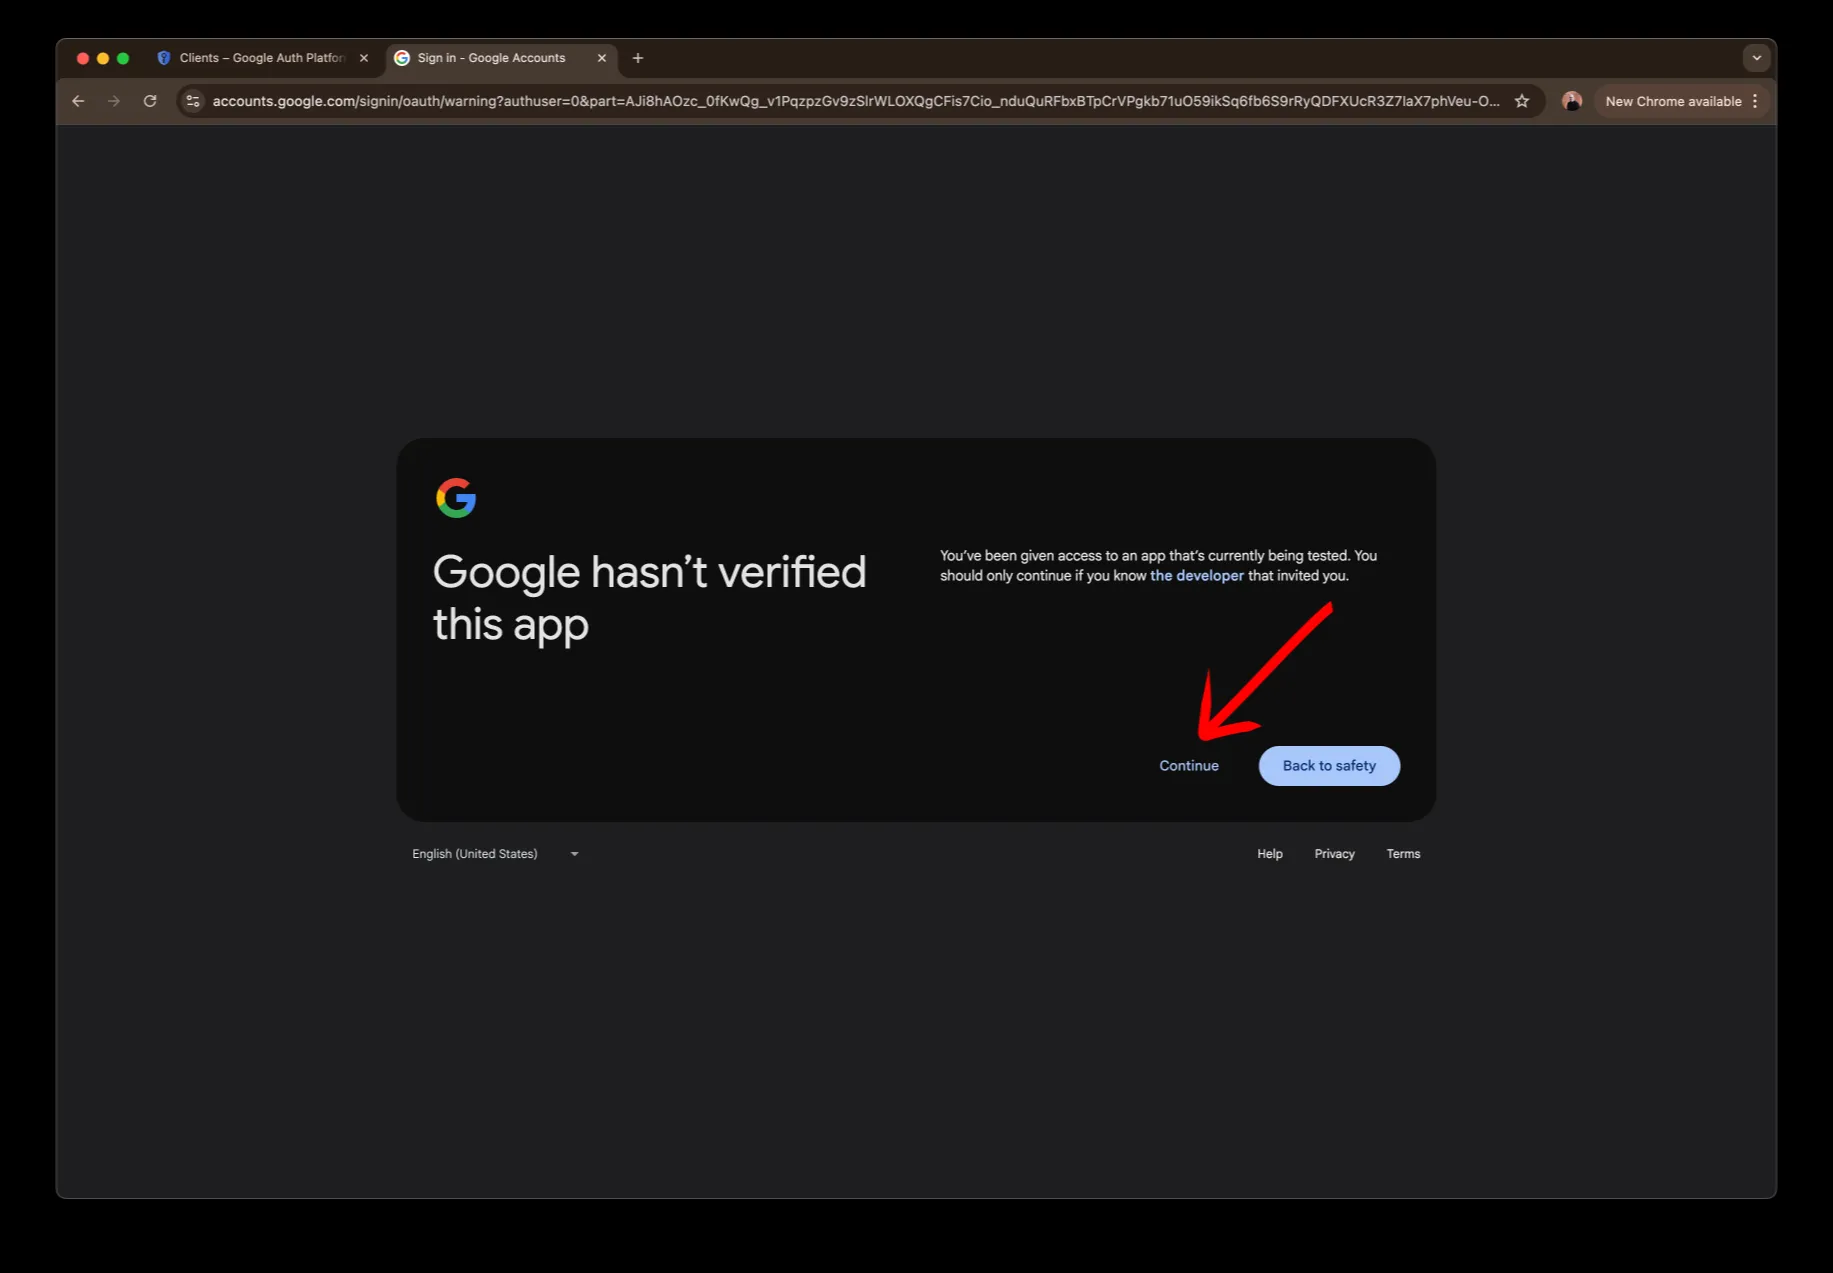 Clients – Google Auth Platfor
Sign in - Google Accounts
accounts.google.com/signin/oauth/warning?authuser=0&part=AJi8hAOzc_0fKwQg_v1PqzpzGv9zSlrWLOXQgCFis7Cio_nduQuRFbxBTpCrVPgkb71uO59ikSq6fb6S9rRyQDFXUcR3Z7IaX7phVeu-O...
New Chrome available
Google hasn’t verified
this app
You’ve been given access to an app that’s currently being tested. You
should only continue if you know the developer that invited you.
Continue
Back to safety
English (United States)
Help
Privacy
Terms